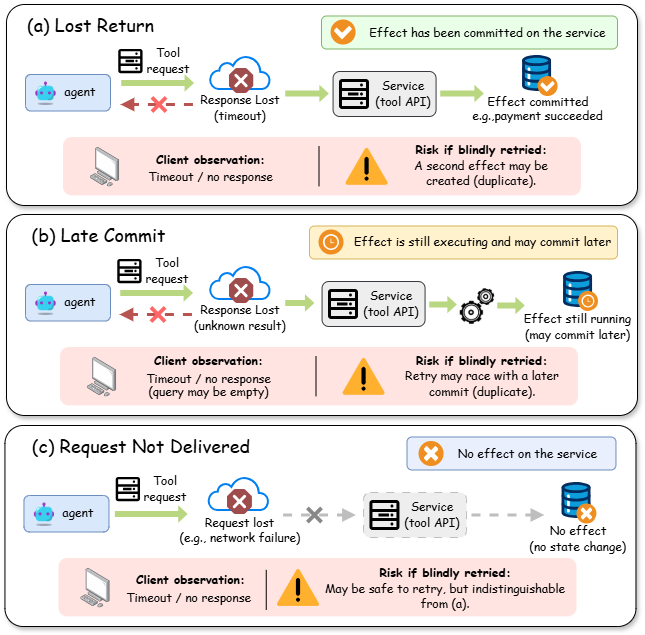 (a) Lost Return
Effect has been committed on the service
agent
Tool
request
Response Lost
(timeout)
Service
(tool API)
Effect committed
e.g.,payment succeeded
Client observation:
Timeout / no response
Risk if blindly retried:
A second effect may be
created (duplicate).
(b) Late Commit
Effect is still executing and may commit later
agent
Tool
request
Response Lost
(unknown result)
Service
(tool API)
Effect still running
(may commit later)
Client observation:
Timeout / no response
(query may be empty)
Risk if blindly retried:
Retry may race with a later
commit (duplicate).
(c) Request Not Delivered
No effect on the service
agent
Tool
request
Request lost
(e.g., network failure)
Service
(tool API)
No effect
(no state change)
Client observation:
Timeout / no response
Risk if blindly retried:
May be safe to retry, but indistinguishable
from (a).